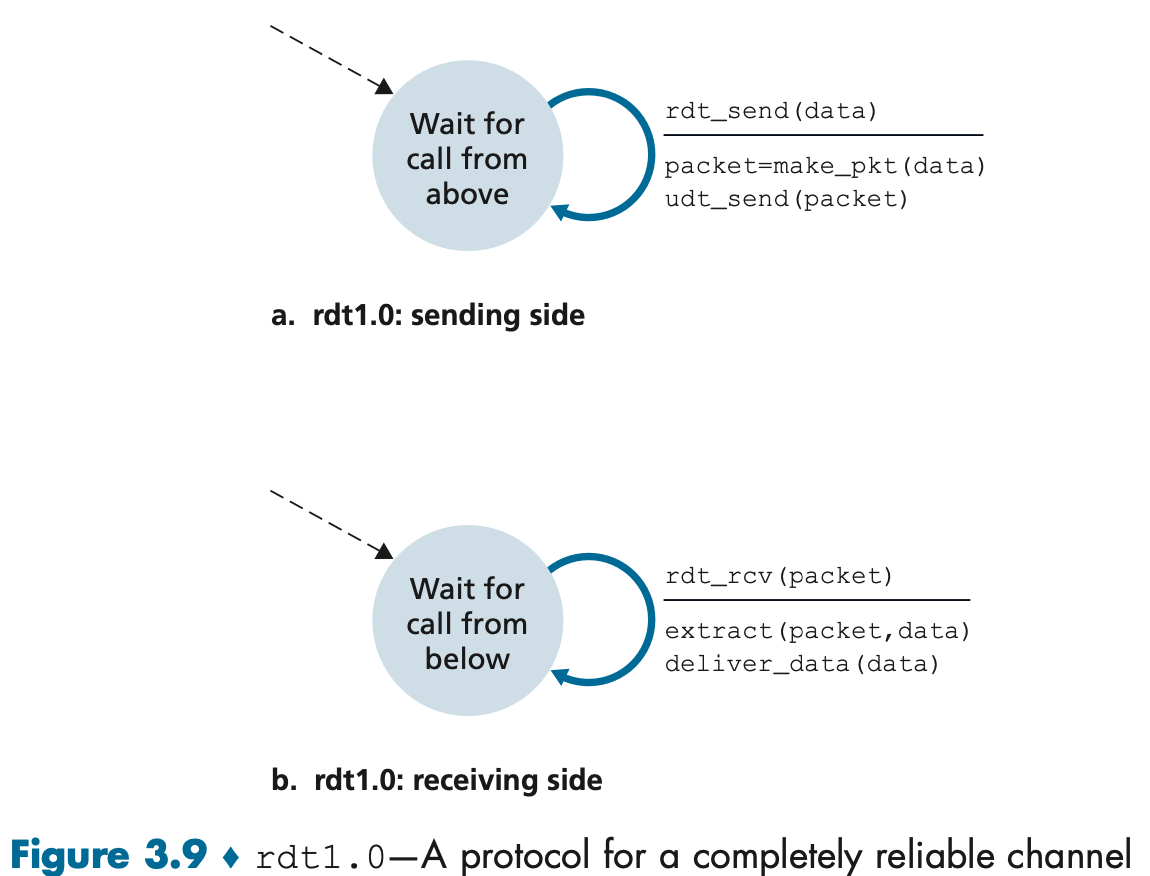 Wait for
call from
above
rdt_send(data)
packet=make_pkt(data)
udt_send(packet)
a. rdt1.0: sending side
Wait for
call from
below
rdt_rcv(packet)
extract(packet,data)
deliver_data(data)
b. rdt1.0: receiving side
Figure 3.9 ♦ rdt1.0—A protocol for a completely reliable channel